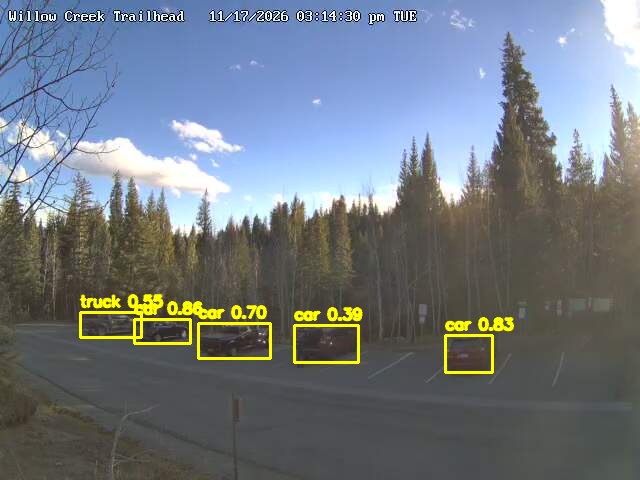 Willow Creek Trailhead   11/17/2026 03:14:30 pm TUE
truck 0.55
car 0.86
car 0.70
car 0.39
car 0.83